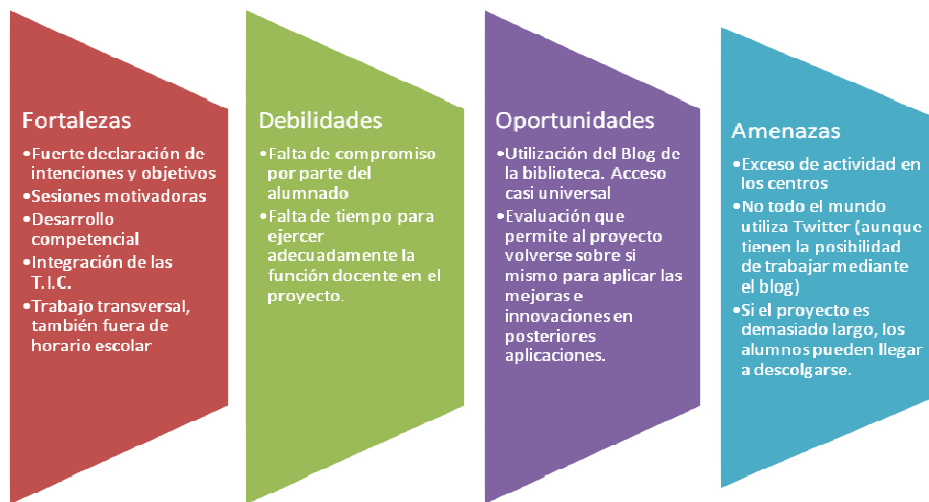 Fortalezas
•Fuerte declaración de
intenciones y objetivos
•Sesiones motivadoras
•Desarrollo
competencial
•Integración de las
T.I.C.
•Trabajo transversal,
también fuera de
horario escolar
Debilidades
•Falta de compromiso
por parte del
alumnado
•Falta de tiempo para
ejercer
adecuadamente la
función docente en el
proyecto.
Oportunidades
•Utilización del Blog de
la biblioteca. Acceso
casi universal
•Evaluación que
permite al proyecto
volverse sobre si
mismo para aplicar las
mejoras e
innovaciones en
posteriores
aplicaciones.
Amenazas
•Exceso de actividad en
los centros
•No todo el mundo
utiliza Twitter (aunque
tienen la posibilidad
de trabajar mediante
el blog)
•Si el proyecto es
demasiado largo, los
alumnos pueden llegar
a descolgarse.